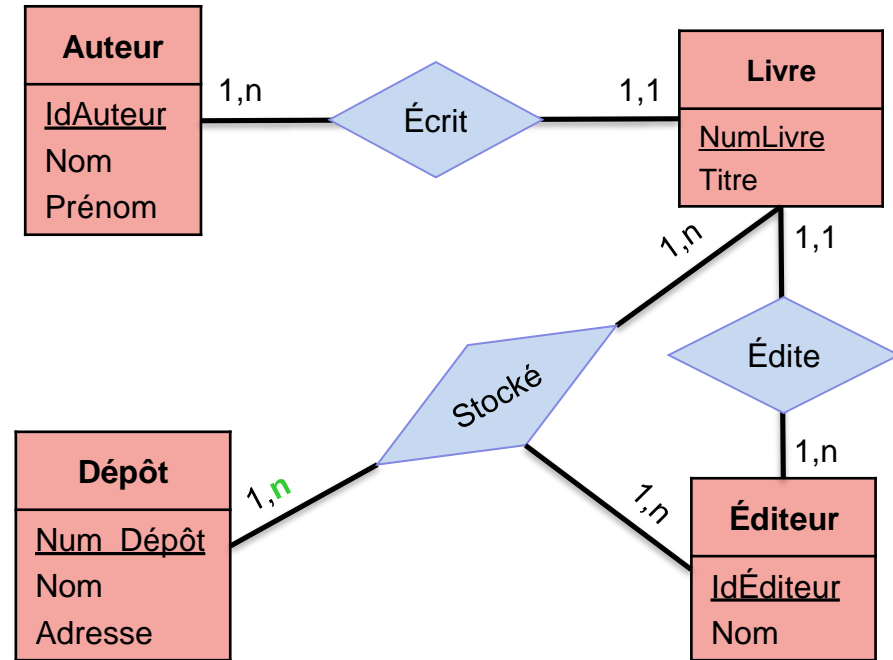 Auteur
IdAuteur
Nom
Prénom
1,n
Écrit
1,1
Livre
NumLivre
Titre
1,n
1,1
Édite
Stocké
1,n
Dépôt
Num_Dépôt
Nom
Adresse
1,n
1,n
Éditeur
IdÉditeur
Nom